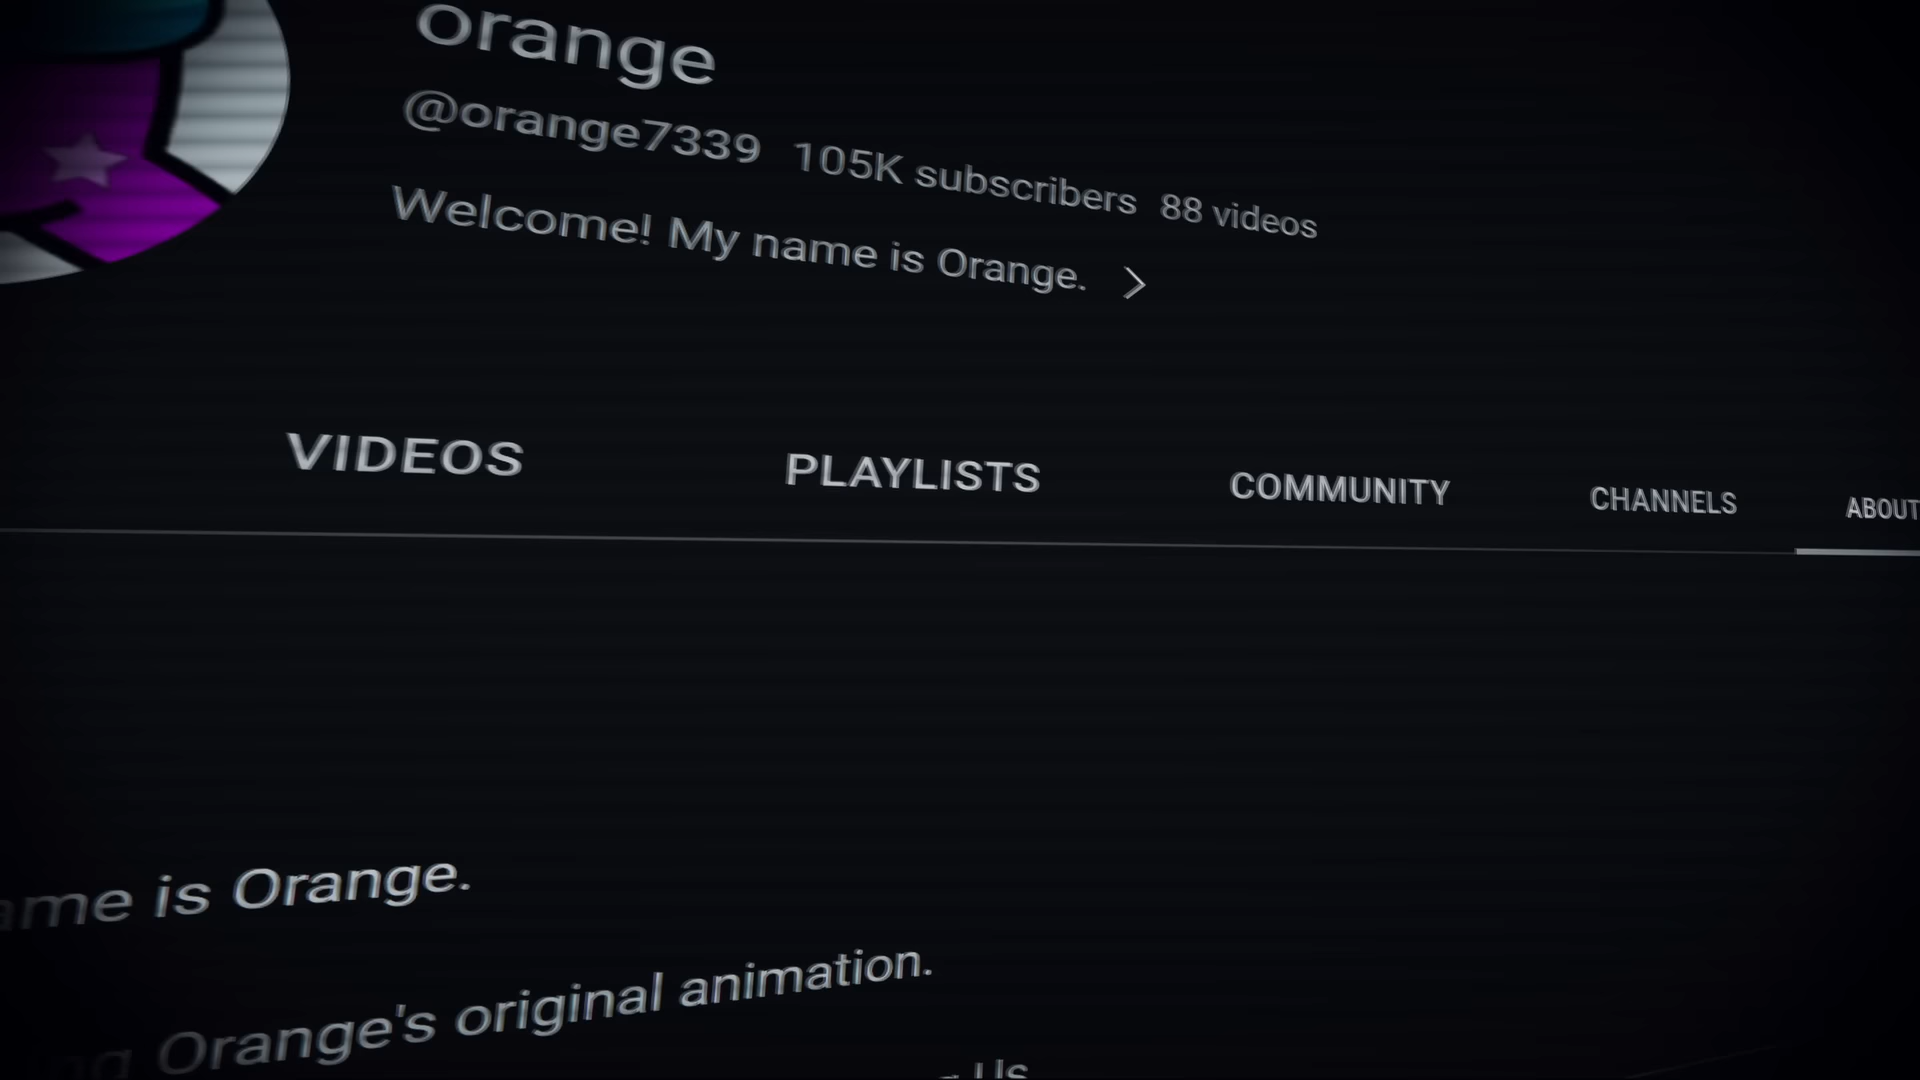 orange
@orange7339 105K subscribers 88 videos
Welcome! My name is Orange.
VIDEOS PLAYLISTS COMMUNITY CHANNELS ABOUT
is Orange.
Orange's original animation.
Us